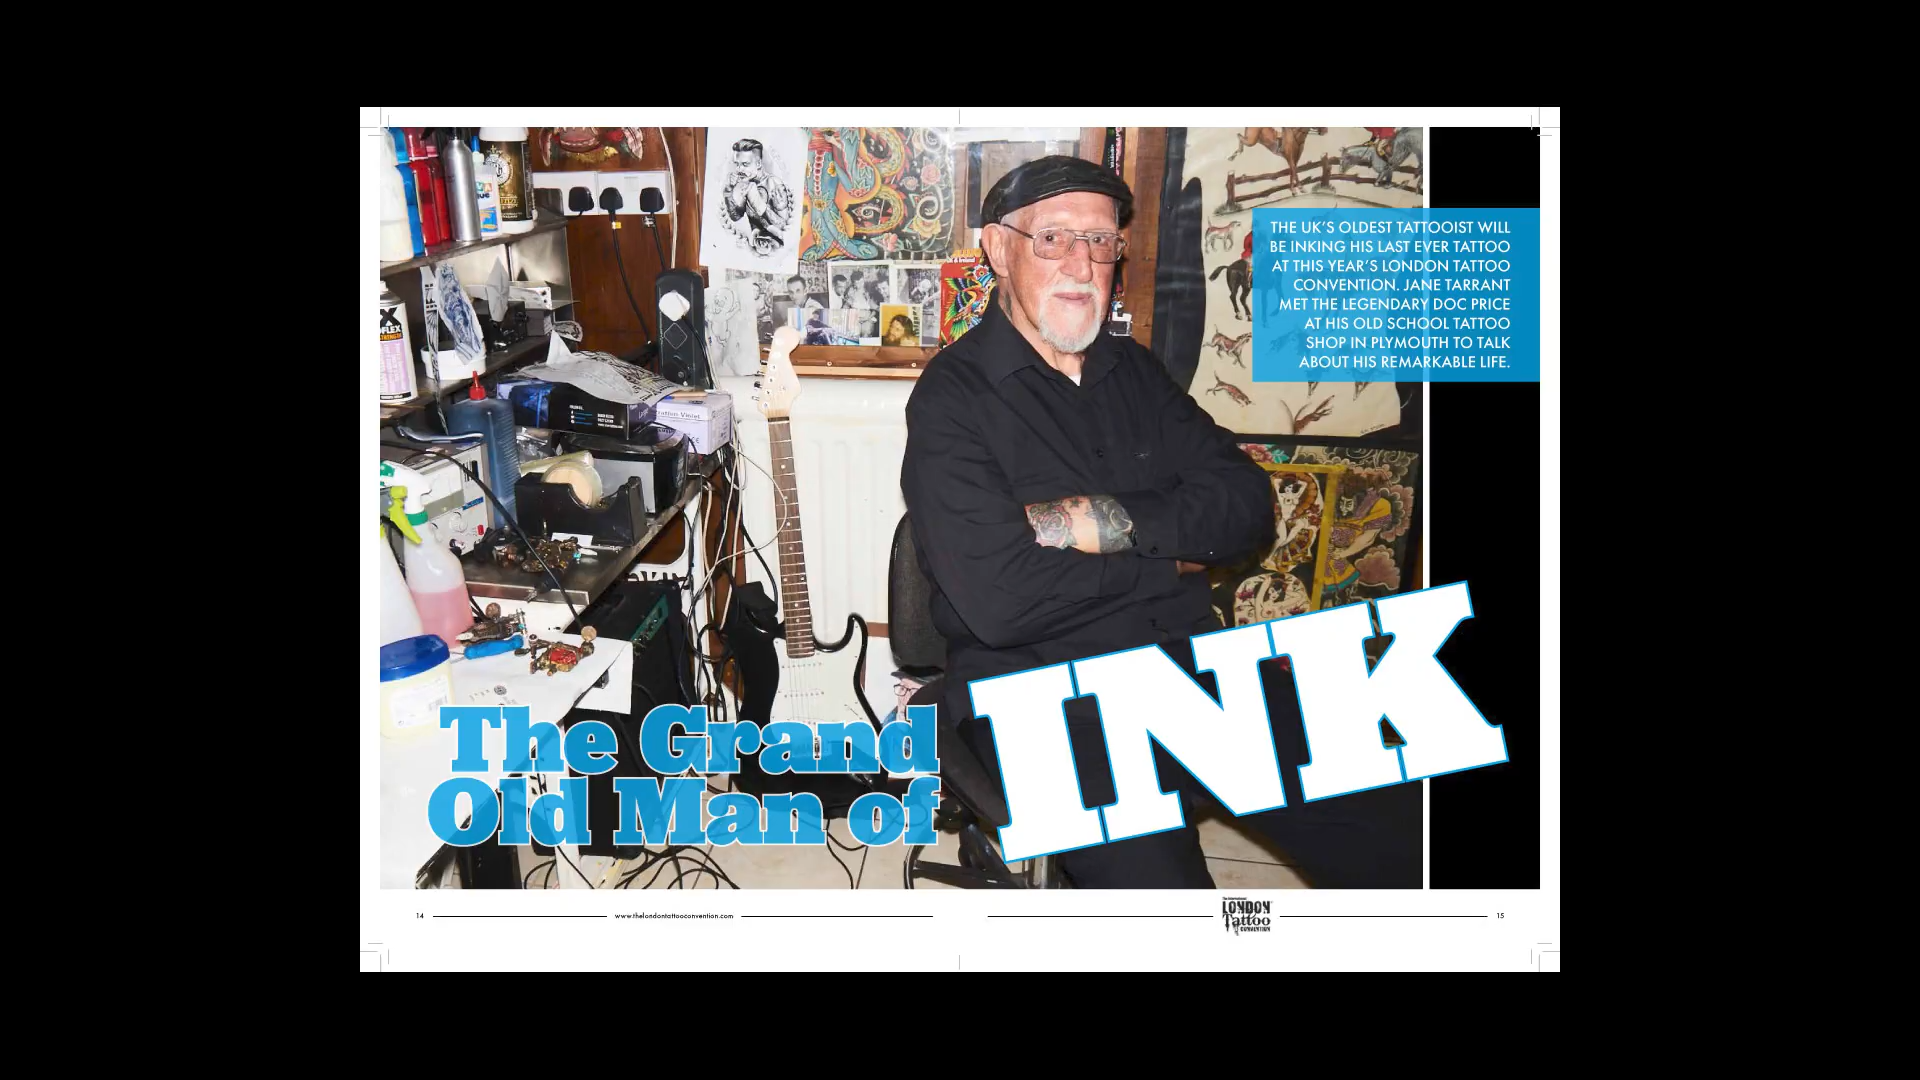 THE UK'S OLDEST TATTOOIST WILL
BE INKING HIS LAST EVER TATTOO
AT THIS YEAR'S LONDON TATTOO
CONVENTION. JANE TARRANT
MET THE LEGENDARY DOC PRICE
AT HIS OLD SCHOOL TATTOO
SHOP IN PLYMOUTH TO TALK
ABOUT HIS REMARKABLE LIFE.
The Grand
Old Man of
INK
14
www.thelondontattooconvention.com
LONDON
Tattoo
CONVENTION
15